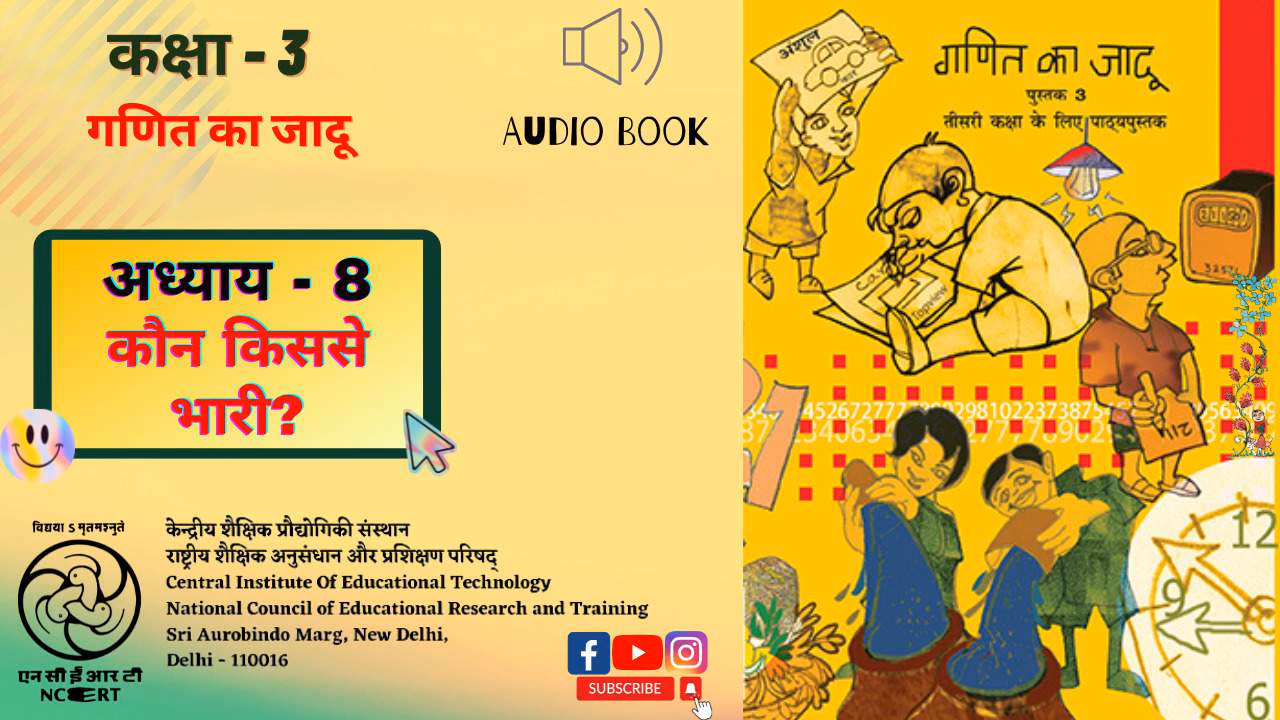 कक्षा - 3
गणित का जादू
AUDIO BOOK
अध्याय - 8
कौन किससे
भारी?
विद्यया S मृतमश्नुते
एन सी ई आर टी
NCERT
केन्द्रीय शैक्षिक प्रौद्योगिकी संस्थान
राष्ट्रीय शैक्षिक अनुसंधान और प्रशिक्षण परिषद्
Central Institute Of Educational Technology
National Council of Educational Research and Training
Sri Aurobindo Marg, New Delhi,
Delhi - 110016
SUBSCRIBE
अंशुल
कार
गणित का जादू
पुस्तक 3
तीसरी कक्षा के लिए पाठ्यपुस्तक
Topview
12
9
6